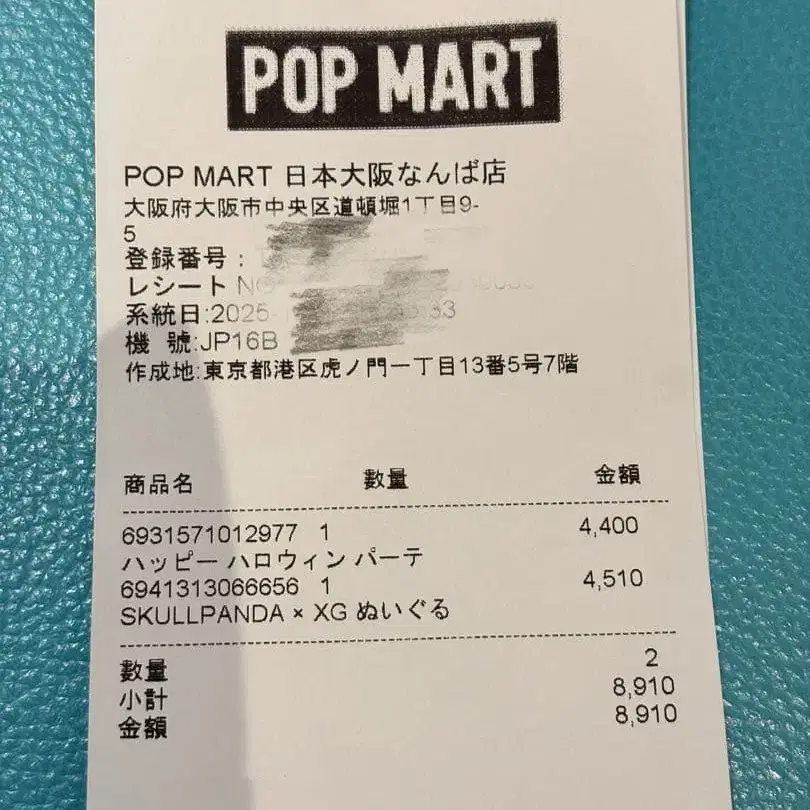 POP MART
POP MART 日本大阪なんば店
大阪府大阪市中央区道頓堀1丁目9-
5
登録番号：
レシート
系統日:2025
機 號:JP16B
作成地:東京都港区虎ノ門一丁目13番5号7階
商品名 數量 金額
6931571012977 1 4,400
ハッピー ハロウィン パーテ
6941313066656 1 4,510
SKULLPANDA × XG ぬいぐる
數量 2
小計 8,910
金額 8,910